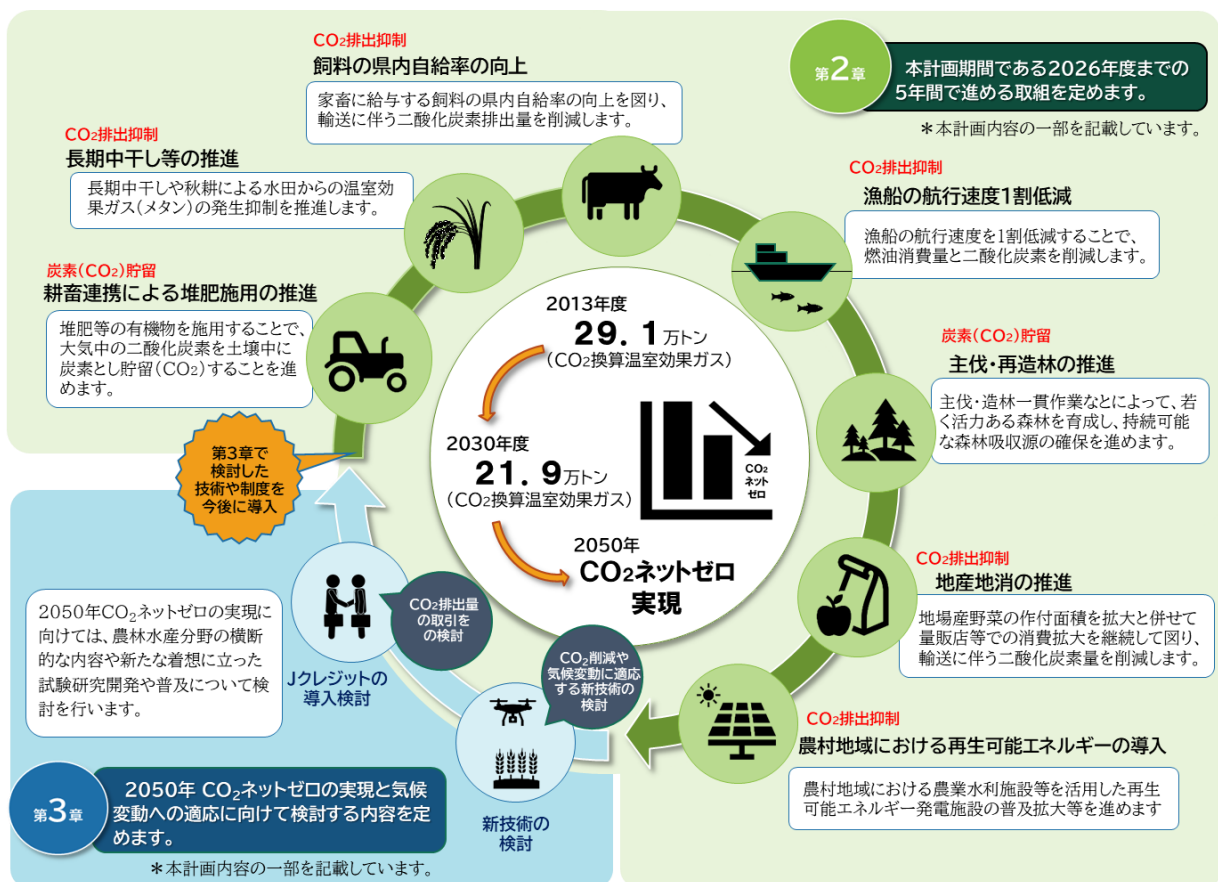 CO₂排出抑制
飼料の県内自給率の向上
家畜に給与する飼料の県内自給率の向上を図り、
輸送に伴う二酸化炭素排出量を削減します。
第2章
本計画期間である2026年度までの
5年間で進める取組を定めます。
＊本計画内容の一部を記載しています。
CO₂排出抑制
長期中干し等の推進
長期中干しや秋耕による水田からの温室効
果ガス(メタン)の発生抑制を推進します。
CO₂排出抑制
漁船の航行速度1割低減
漁船の航行速度を1割低減することで、
燃油消費量と二酸化炭素を削減します。
炭素(CO₂)貯留
耕畜連携による堆肥施用の推進
堆肥等の有機物を施用することで、
大気中の二酸化炭素を土壌中に
炭素とし貯留(CO₂)することを進
めます。
炭素(CO₂)貯留
主伐・再造林の推進
主伐・造林一貫作業なとによって、若
く活力ある森林を育成し、持続可能
な森林吸収源の確保を進めます。
2013年度
29.1万トン
(CO₂換算温室効果ガス)
2030年度
21.9万トン
(CO₂換算温室効果ガス)
CO₂
ネット
ゼロ
2050年
CO₂ネットゼロ
実現
第3章で
検討した
技術や制度を
今後に導入
CO₂排出抑制
地産地消の推進
地場産野菜の作付面積を拡大と併せて
量販店等での消費拡大を継続して図り、
輸送に伴う二酸化炭素量を削減します。
CO₂排出抑制
農村地域における再生可能エネルギーの導入
農村地域における農業水利施設等を活用した再生
可能エネルギー発電施設の普及拡大等を進めます
CO₂排出量
の取引を
の検討
Jクレジットの
導入検討
CO₂削減や
気候変動に適応
する新技術の
検討
新技術の
検討
2050年CO₂ネットゼロの実現に
向けては、農林水産分野の横断
的な内容や新たな着想に立った
試験研究開発や普及について検
討を行います。
第3章
2050年 CO₂ネットゼロの実現と気候
変動への適応に向けて検討する内容を定
めます。
＊本計画内容の一部を記載しています。